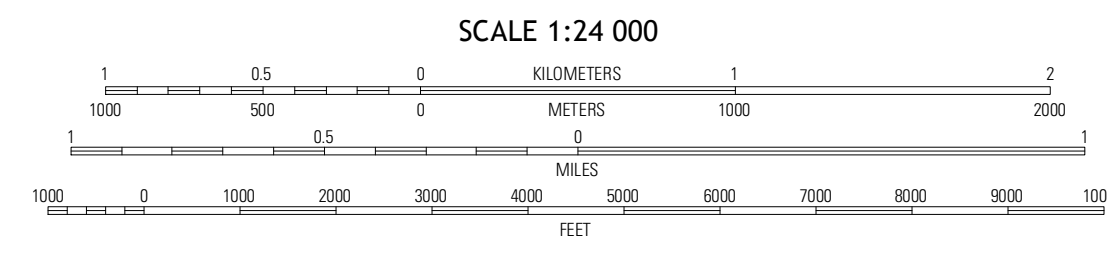 SCALE 1:24 000
1 0.5 0 KILOMETERS 1 2
1000 500 0 METERS 1000 2000
1 0.5 0 1
MILES
1000 0 1000 2000 3000 4000 5000 6000 7000 8000 9000 100
FEET